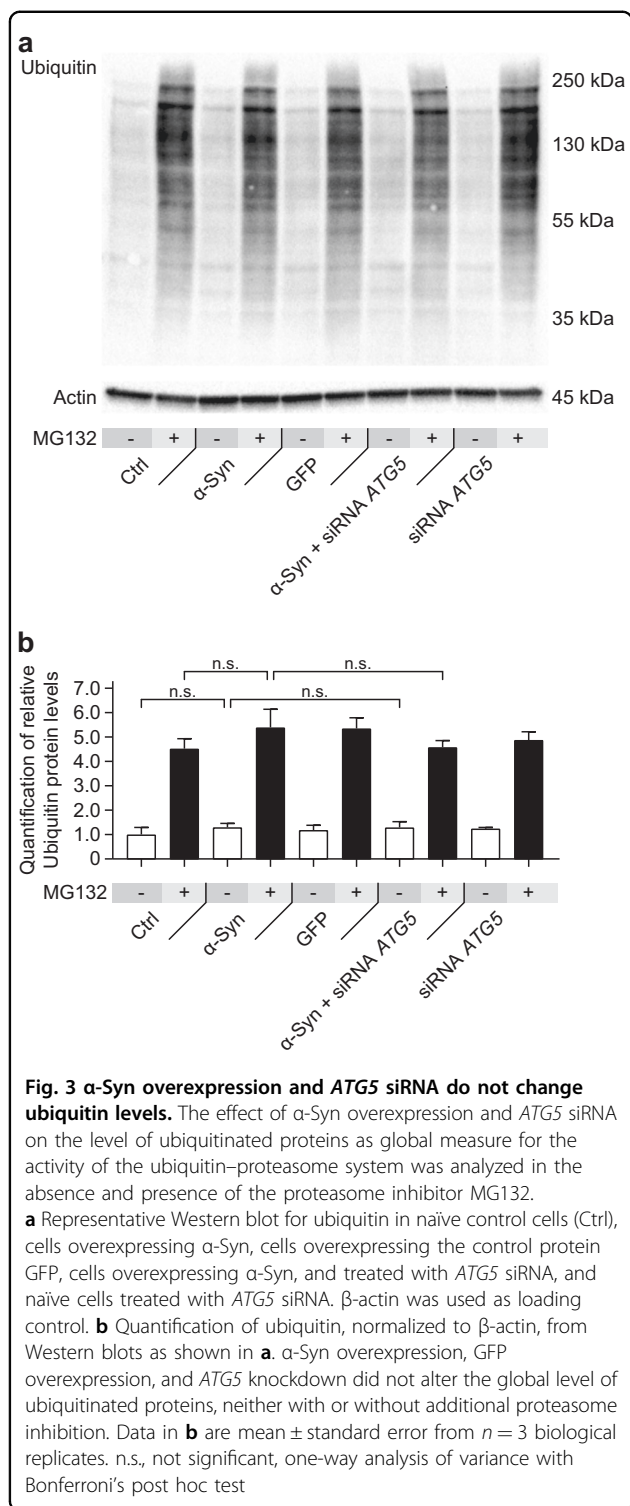 a
Ubiquitin
250 kDa
130 kDa
55 kDa
35 kDa
Actin
45 kDa
MG132 - + - + - + - + - +
Ctrl
α-Syn
GFP
α-Syn + siRNA ATG5
siRNA ATG5
b
n.s. n.s.
n.s. n.s.
Quantification of relative
Ubiquitin protein levels
7.0
6.0
5.0
4.0
3.0
2.0
1.0
0
MG132 - + - + - + - + - +
Ctrl
α-Syn
GFP
α-Syn + siRNA ATG5
siRNA ATG5
Fig. 3 α-Syn overexpression and ATG5 siRNA do not change
ubiquitin levels. The effect of α-Syn overexpression and ATG5 siRNA
on the level of ubiquitinated proteins as global measure for the
activity of the ubiquitin–proteasome system was analyzed in the
absence and presence of the proteasome inhibitor MG132.
a Representative Western blot for ubiquitin in naïve control cells (Ctrl),
cells overexpressing α-Syn, cells overexpressing the control protein
GFP, cells overexpressing α-Syn, and treated with ATG5 siRNA, and
naïve cells treated with ATG5 siRNA. β-actin was used as loading
control. b Quantification of ubiquitin, normalized to β-actin, from
Western blots as shown in a. α-Syn overexpression, GFP
overexpression, and ATG5 knockdown did not alter the global level of
ubiquitinated proteins, neither with or without additional proteasome
inhibition. Data in b are mean ± standard error from n = 3 biological
replicates. n.s., not significant, one-way analysis of variance with
Bonferroni's post hoc test